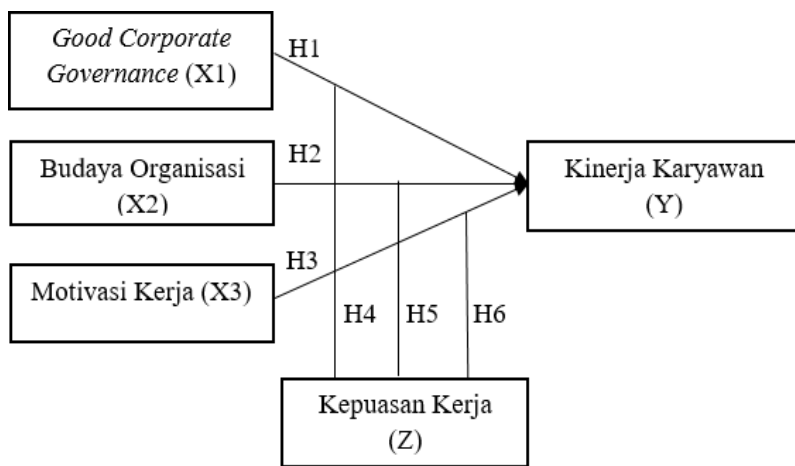 Good Corporate
Governance (X1)
H1
Budaya Organisasi
(X2)
H2
Kinerja Karyawan
(Y)
Motivasi Kerja (X3)
H3
H4
H5
H6
Kepuasan Kerja
(Z)